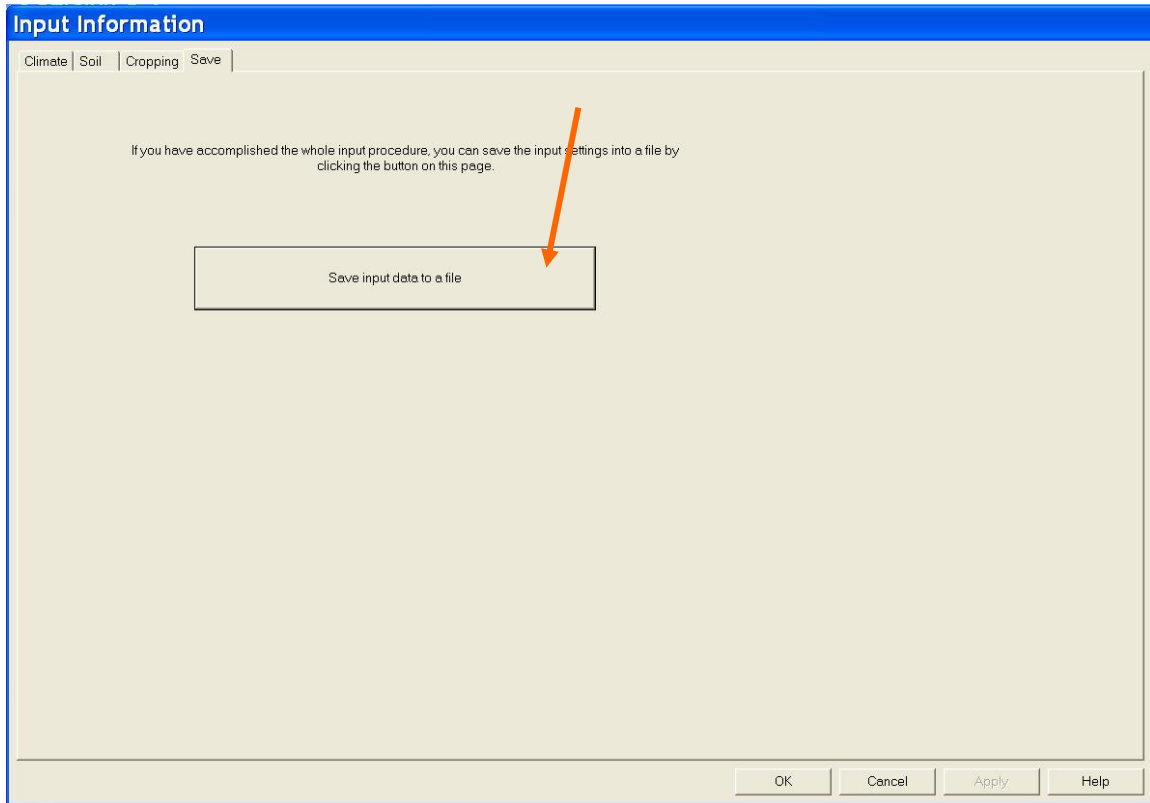 Input Information
Climate Soil Cropping Save
If you have accomplished the whole input procedure, you can save the input settings into a file by
clicking the button on this page.
Save input data to a file
OK Cancel Apply Help